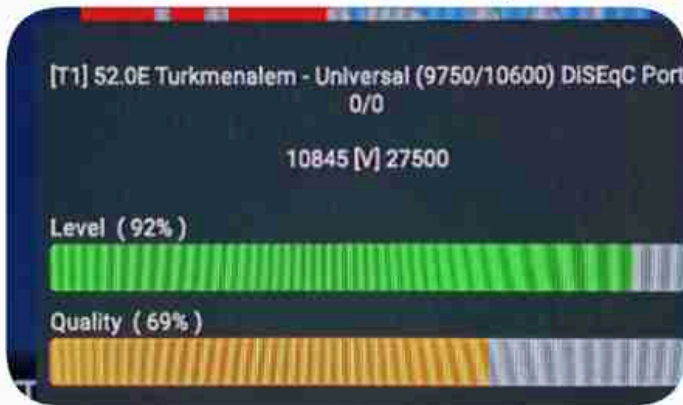 [T1] 52.0E Turkmenalem - Universal (9750/10600) DiSEqC Port
0/0
10845 [V] 27500
Level ( 92% )
Quality ( 69% )